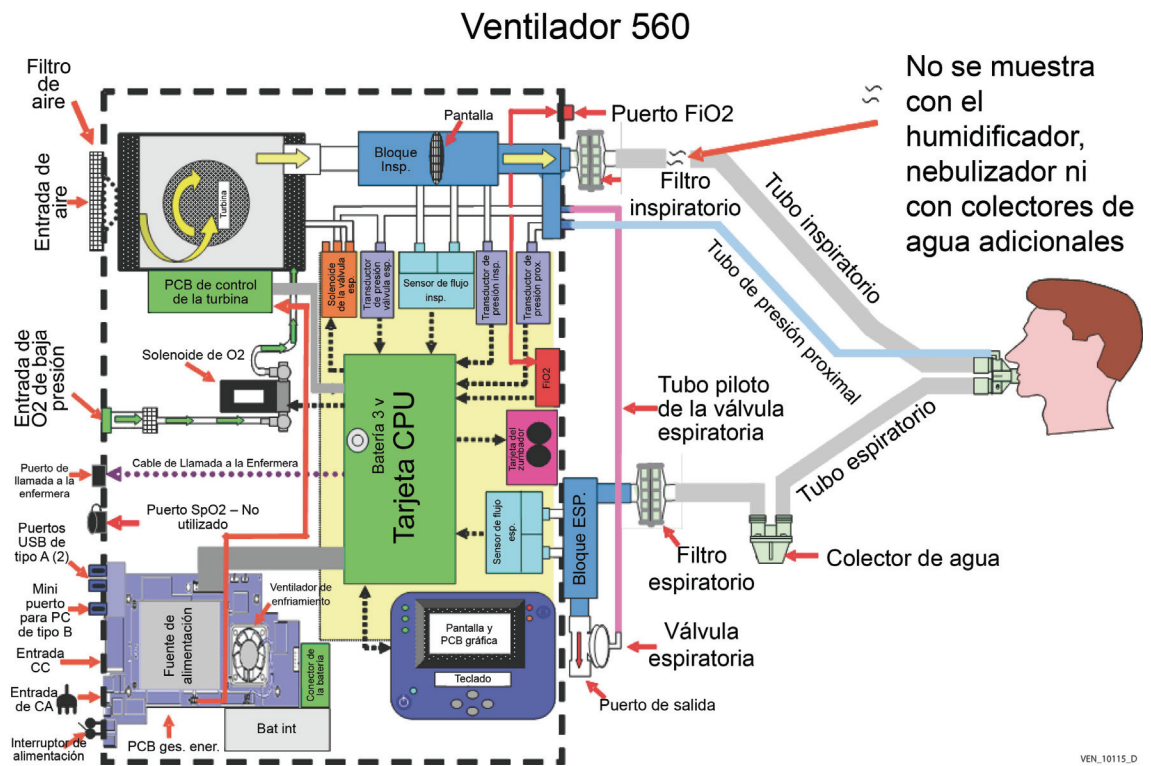 Ventilador 560
Filtro
de
aire
Entrada de
aire
Turbina
Bloque
Insp.
Pantalla
Puerto FiO2
Filtro
inspiratorio
No se muestra
con el
humidificador,
nebulizador ni
con colectores de
agua adicionales
Tubo inspiratorio
Tubo de presión proximal
PCB de control
de la turbina
Solenoide
de la válvula
esp.
Transductor
de presión
válvula esp.
Sensor de flujo
insp.
Transductor de
presión insp.
Transductor
de presión prox.
Entrada de
O2 de baja
presión
Solenoide de O2
Batería 3 v
Tarjeta CPU
FiO2
Tarjeta del
zumbador
Tubo piloto
de la válvula
espiratoria
Tubo espiratorio
Puerto de
llamada a la
enfermera
Cable de Llamada a la Enfermera
Puerto SpO2 – No
utilizado
Puertos
USB de
tipo A (2)
Mini
puerto
para PC
de tipo B
Entrada
CC
Entrada
de CA
Interruptor de
alimentación
PCB ges. ener.
Fuente de
alimentación
Ventilador de
enfriamiento
Conector de
la batería
Bat int
Sensor de flujo
esp.
Bloque ESP.
Filtro
espiratorio
Colector de agua
Pantalla y
PCB gráfica
Teclado
Válvula
espiratoria
Puerto de salida
VEN_10115_D